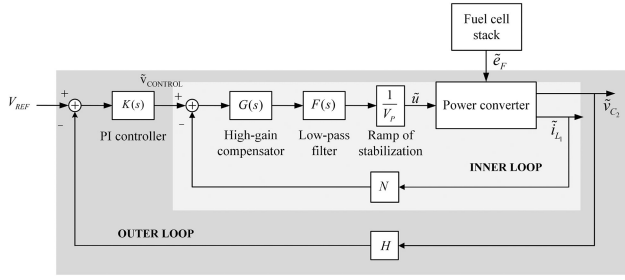 Fuel cell
stack
ẽ_F
V_REF
+
−
K(s)
PI controller
ṽ_CONTROL
+
−
G(s)
High-gain
compensator
F(s)
Low-pass
filter
1
V_P
Ramp of
stabilization
ũ
Power converter
ṽ_C₂
ĩ_L₁
INNER LOOP
N
OUTER LOOP
H